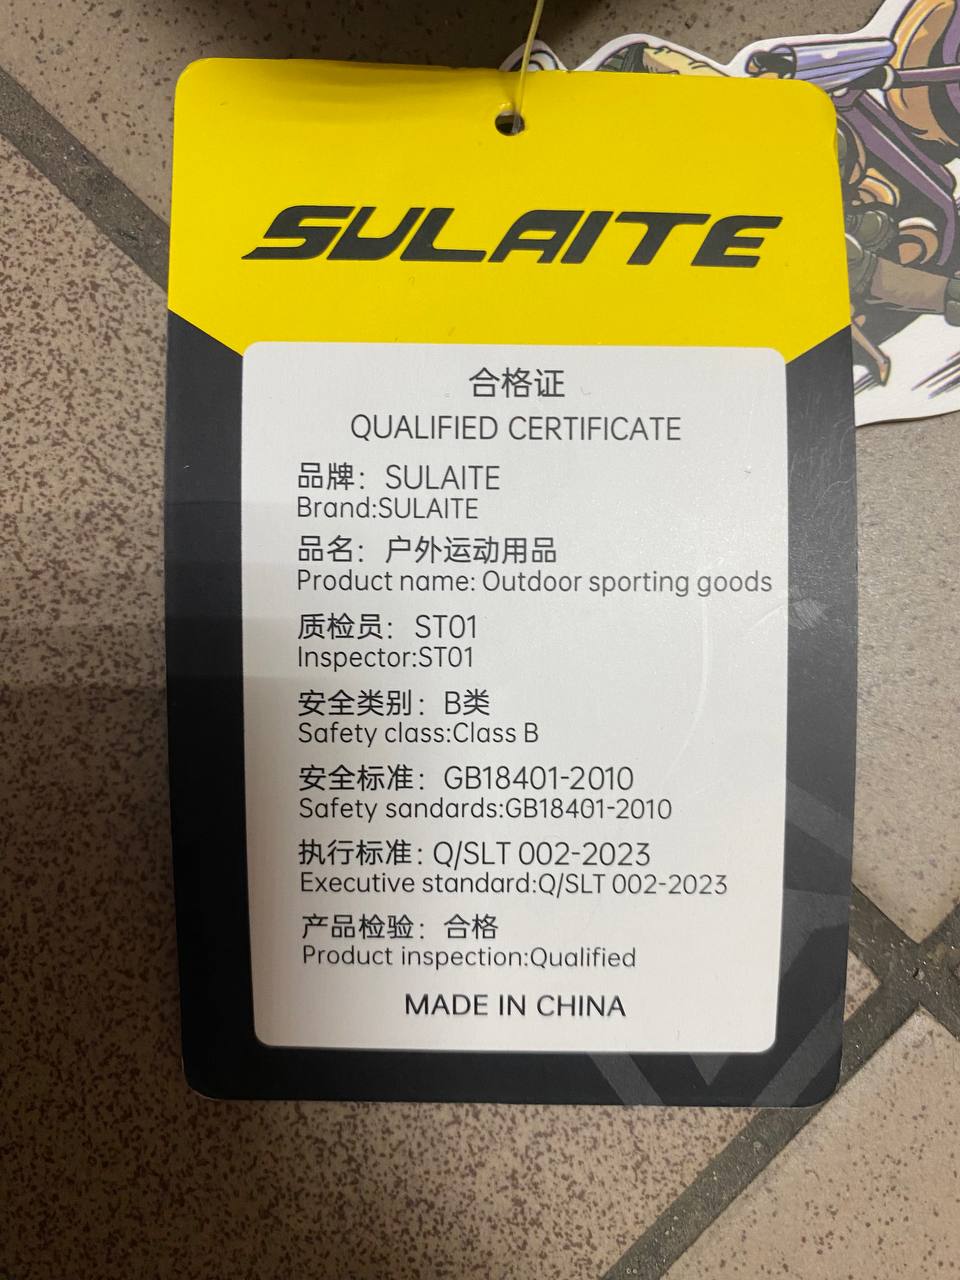 SULAITE
合格证
QUALIFIED CERTIFICATE
品牌：SULAITE
Brand:SULAITE
品名：户外运动用品
Product name: Outdoor sporting goods
质检员：ST01
Inspector:ST01
安全类别：B类
Safety class:Class B
安全标准：GB18401-2010
Safety sandards:GB18401-2010
执行标准：Q/SLT 002-2023
Executive standard:Q/SLT 002-2023
产品检验：合格
Product inspection:Qualified
MADE IN CHINA